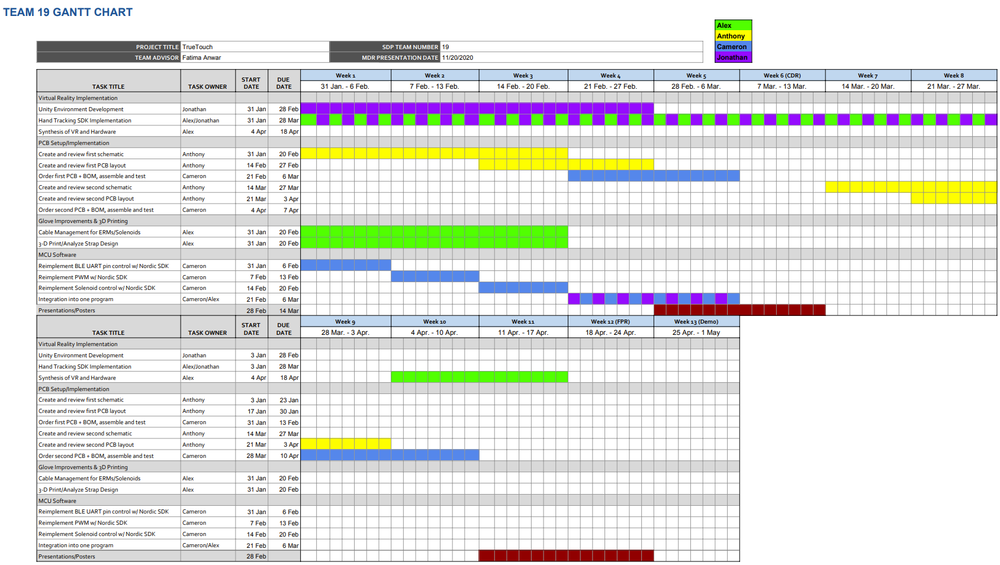 TEAM 19 GANTT CHART
Alex
Anthony
Cameron
Jonathan
PROJECT TITLE TrueTouch SDP TEAM NUMBER 19
TEAM ADVISOR Fatima Anwar MDR PRESENTATION DATE 11/20/2020
TASK TITLE TASK OWNER START DATE DUE DATE Week 1 Week 2 Week 3 Week 4 Week 5 Week 6 (CDR) Week 7 Week 8
31 Jan. - 6 Feb. 7 Feb. - 13 Feb. 14 Feb. - 20 Feb. 21 Feb. - 27 Feb. 28 Feb. - 6 Mar. 7 Mar. - 13 Mar. 14 Mar. - 20 Mar. 21 Mar. - 27 Mar.
Virtual Reality Implementation
Unity Environment Development Jonathan 31 Jan 28 Feb
Hand Tracking SDK Implementation Alex/Jonathan 31 Jan 28 Mar
Synthesis of VR and Hardware Alex 4 Apr 18 Apr
PCB Setup/Implementation
Create and review first schematic Anthony 31 Jan 20 Feb
Create and review first PCB layout Anthony 14 Feb 27 Feb
Order first PCB + BOM, assemble and test Cameron 21 Feb 6 Mar
Create and review second schematic Anthony 14 Mar 27 Mar
Create and review second PCB layout Anthony 21 Mar 3 Apr
Order second PCB + BOM, assemble and test Cameron 4 Apr 7 Apr
Glove Improvements & 3D Printing
Cable Management for ERMs/Solenoids Alex 31 Jan 20 Feb
3-D Print/Analyze Strap Design Alex 31 Jan 20 Feb
MCU Software
Reimplement BLE UART pin control w/ Nordic SDK Cameron 31 Jan 6 Feb
Reimplement PWM w/ Nordic SDK Cameron 7 Feb 13 Feb
Reimplement Solenoid control w/ Nordic SDK Cameron 14 Feb 20 Feb
Integration into one program Cameron/Alex 21 Feb 6 Mar
Presentations/Posters 28 Feb 14 Mar
TASK TITLE TASK OWNER START DATE DUE DATE Week 9 Week 10 Week 11 Week 12 (FPR) Week 13 (Demo)
28 Mar. - 3 Apr. 4 Apr. - 10 Apr. 11 Apr. - 17 Apr. 18 Apr. - 24 Apr. 25 Apr. - 1 May
Virtual Reality Implementation
Unity Environment Development Jonathan 3 Jan 28 Feb
Hand Tracking SDK Implementation Alex/Jonathan 3 Jan 28 Mar
Synthesis of VR and Hardware Alex 4 Apr 18 Apr
PCB Setup/Implementation
Create and review first schematic Anthony 3 Jan 23 Jan
Create and review first PCB layout Anthony 17 Jan 30 Jan
Order first PCB + BOM, assemble and test Cameron 31 Jan 13 Feb
Create and review second schematic Anthony 14 Mar 27 Mar
Create and review second PCB layout Anthony 21 Mar 3 Apr
Order second PCB + BOM, assemble and test Cameron 28 Mar 10 Apr
Glove Improvements & 3D Printing
Cable Management for ERMs/Solenoids Alex 31 Jan 20 Feb
3-D Print/Analyze Strap Design Alex 31 Jan 20 Feb
MCU Software
Reimplement BLE UART pin control w/ Nordic SDK Cameron 31 Jan 6 Feb
Reimplement PWM w/ Nordic SDK Cameron 7 Feb 13 Feb
Reimplement Solenoid control w/ Nordic SDK Cameron 14 Feb 20 Feb
Integration into one program Cameron/Alex 21 Feb 6 Mar
Presentations/Posters 28 Feb